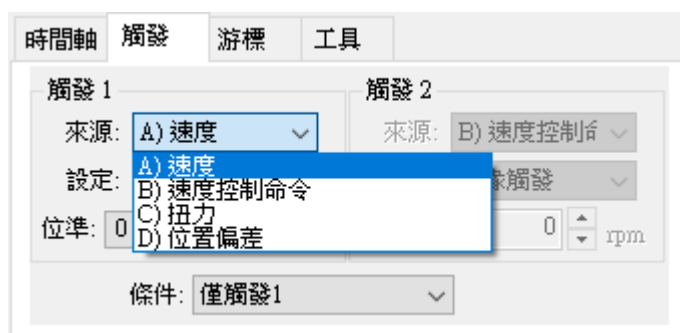 時間軸 觸發 游標 工具
觸發 1 觸發 2
來源: A) 速度 來源: B) 速度控制命
設定: 觸發
A) 速度
B) 速度控制命令
C) 扭力
D) 位置偏差
位準: 0 0 rpm
條件: 僅觸發1